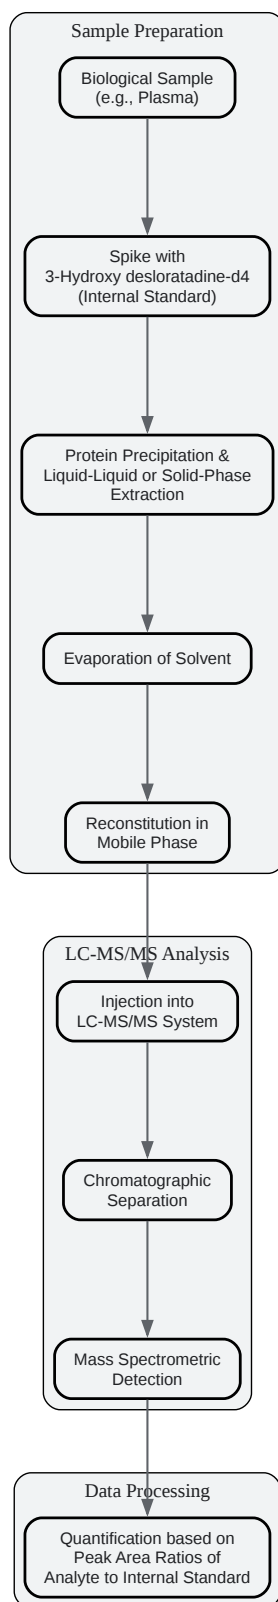 Sample Preparation
Biological Sample
(e.g., Plasma)
Spike with
3-Hydroxy desloratadine-d4
(Internal Standard)
Protein Precipitation &
Liquid-Liquid or Solid-Phase
Extraction
Evaporation of Solvent
Reconstitution in
Mobile Phase
LC-MS/MS Analysis
Injection into
LC-MS/MS System
Chromatographic
Separation
Mass Spectrometric
Detection
Data Processing
Quantification based on
Peak Area Ratios of
Analyte to Internal Standard